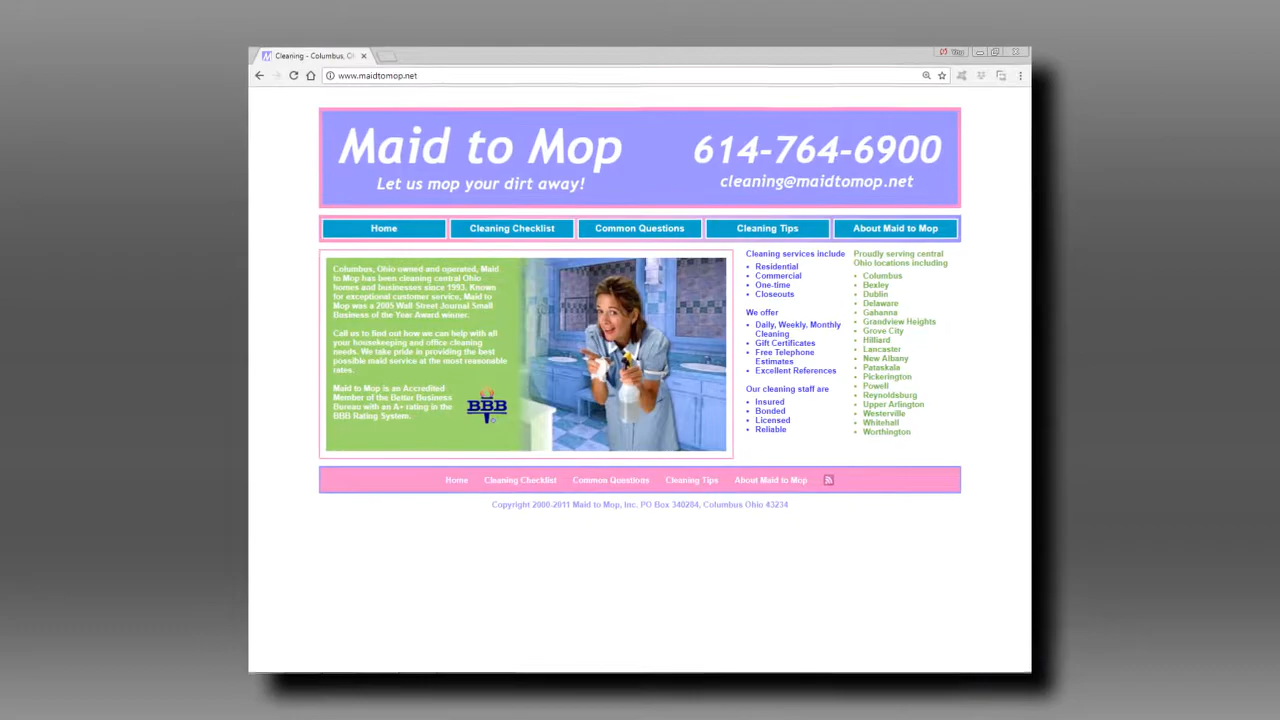 Cleaning - Columbus, O
www.maidtomop.net
Maid to Mop
Let us mop your dirt away!
614-764-6900
cleaning@maidtomop.net
Home
Cleaning Checklist
Common Questions
Cleaning Tips
About Maid to Mop
Columbus, Ohio owned and operated, Maid
to Mop has been cleaning central Ohio
homes and businesses since 1993. Known
for exceptional customer service, Maid to
Mop was a 2005 Wall Street Journal Small
Business of the Year Award winner.
Call us to find out how we can help with all
your housekeeping and office cleaning
needs. We take pride in providing the best
possible maid service at the most reasonable
rates.
Maid to Mop is an Accredited
Member of the Better Business
Bureau with an A+ rating in the
BBB Rating System.
BBB
Cleaning services include
• Residential
• Commercial
• One-time
• Closeouts
We offer
• Daily, Weekly, Monthly
Cleaning
• Gift Certificates
• Free Telephone
Estimates
• Excellent References
Our cleaning staff are
• Insured
• Bonded
• Licensed
• Reliable
Proudly serving central
Ohio locations including
• Columbus
• Bexley
• Dublin
• Delaware
• Gahanna
• Grandview Heights
• Grove City
• Hilliard
• Lancaster
• New Albany
• Pataskala
• Pickerington
• Powell
• Reynoldsburg
• Upper Arlington
• Westerville
• Whitehall
• Worthington
Home
Cleaning Checklist
Common Questions
Cleaning Tips
About Maid to Mop
Copyright 2000-2011 Maid to Mop, Inc. PO Box 340284, Columbus Ohio 43234